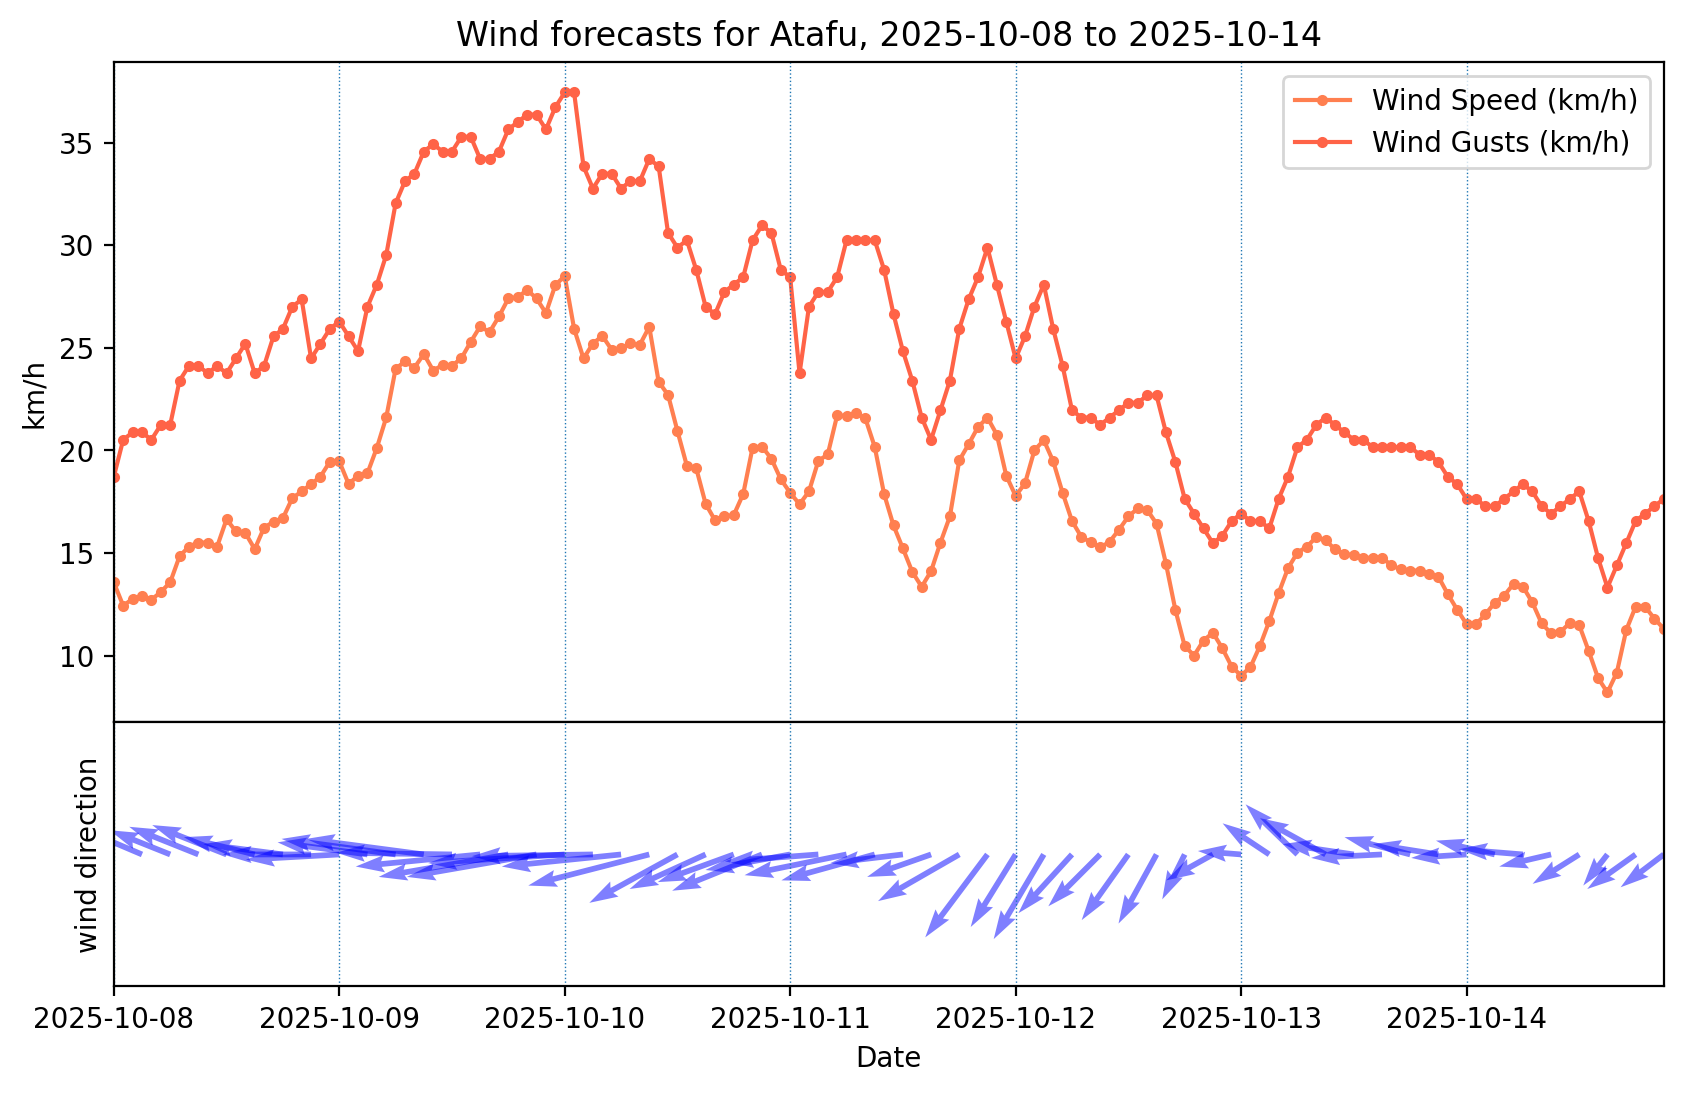 Wind forecasts for Atafu, 2025-10-08 to 2025-10-14
Wind Speed (km/h)
Wind Gusts (km/h)
km/h
35
30
25
20
15
10
wind direction
2025-10-08
2025-10-09
2025-10-10
2025-10-11
2025-10-12
2025-10-13
2025-10-14
Date